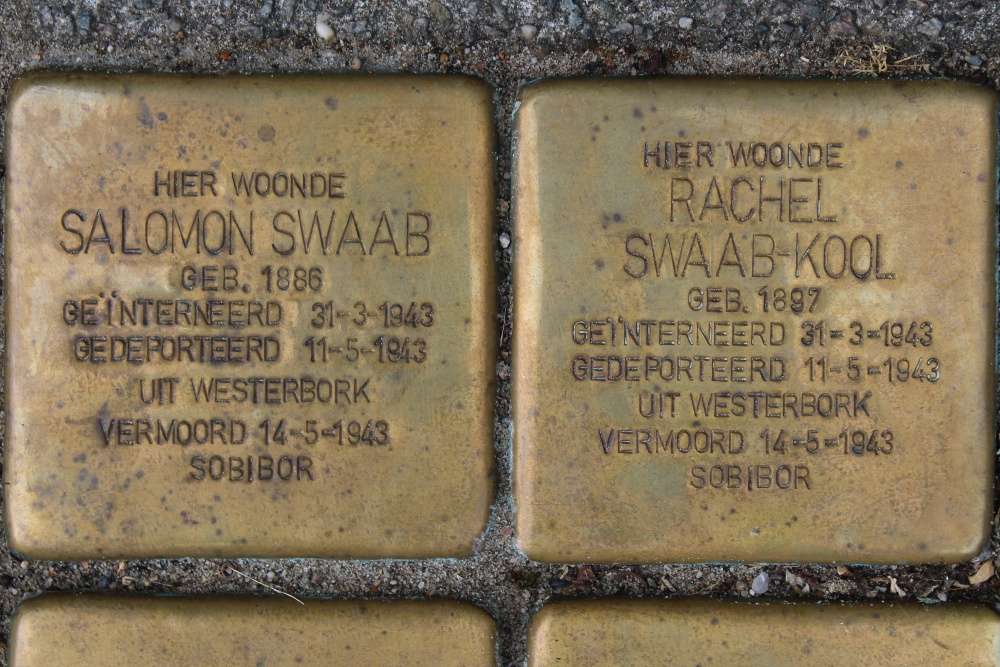 HIER WOONDE
SALOMON SWAAB
GEB. 1886
GEÏNTERNEERD 31-3-1943
GEDEPORTEERD 11-5-1943
UIT WESTERBORK
VERMOORD 14-5-1943
SOBIBOR
HIER WOONDE
RACHEL
SWAAB-KOOL
GEB. 1897
GEÏNTERNEERD 31-3-1943
GEDEPORTEERD 11-5-1943
UIT WESTERBORK
VERMOORD 14-5-1943
SOBIBOR